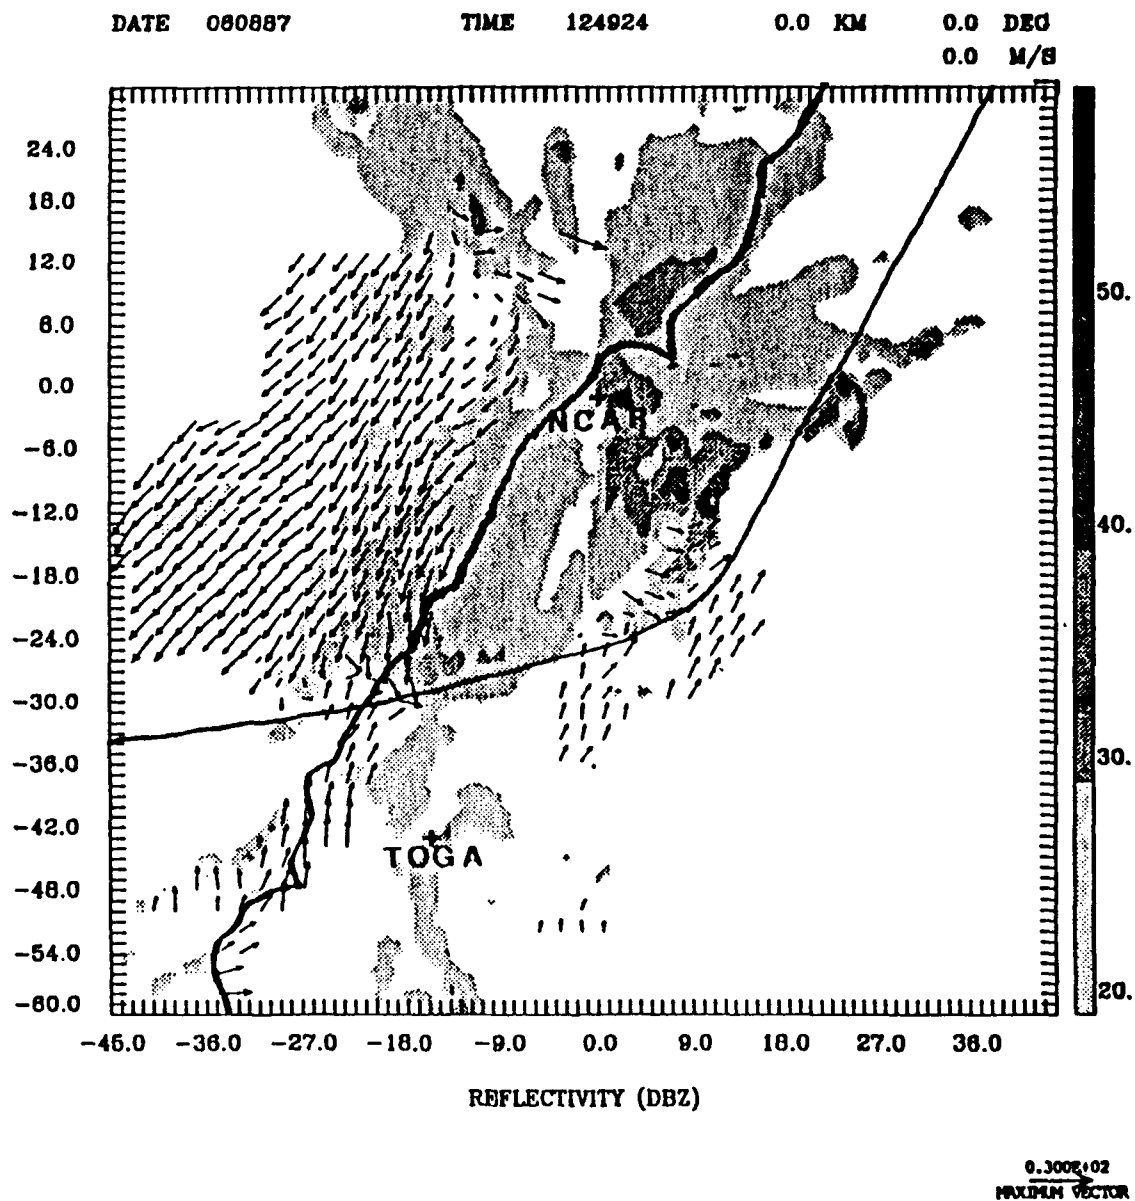 DATE 060887 TIME 124924 0.0 KM 0.0 DEG
0.0 M/S
24.0
18.0
12.0
6.0
0.0
-6.0
-12.0
-18.0
-24.0
-30.0
-36.0
-42.0
-48.0
-54.0
-60.0
NCAR
TOGA
50.
40.
30.
20.
-45.0 -36.0 -27.0 -18.0 -9.0 0.0 9.0 18.0 27.0 36.0
REFLECTIVITY (DBZ)
0.300E+02
MAXIMUM VECTOR